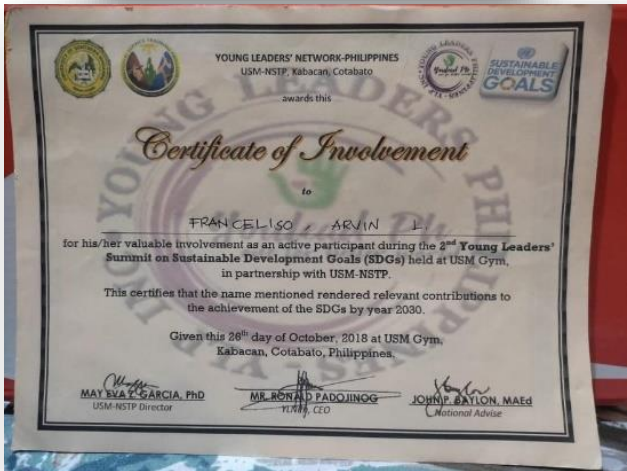 YOUNG LEADERS' NETWORK-PHILIPPINES
USM-NSTP, Kabacan, Cotabato
awards this
SUSTAINABLE
DEVELOPMENT
GOALS
Certificate of Involvement
to
FRANCELISO, ARVIN L.
for his/her valuable involvement as an active participant during the 2nd Young Leaders'
Summit on Sustainable Development Goals (SDGs) held at USM Gym,
in partnership with USM-NSTP.
This certifies that the name mentioned rendered relevant contributions to
the achievement of the SDGs by year 2030.
Given this 26th day of October, 2018 at USM Gym,
Kabacan, Cotabato, Philippines.
MAY EVA Z. GARCIA, PhD
USM-NSTP Director
MR. RONALD PADOJINOG
CEO
JOHN P. BAYLON, MAEd
National Advise